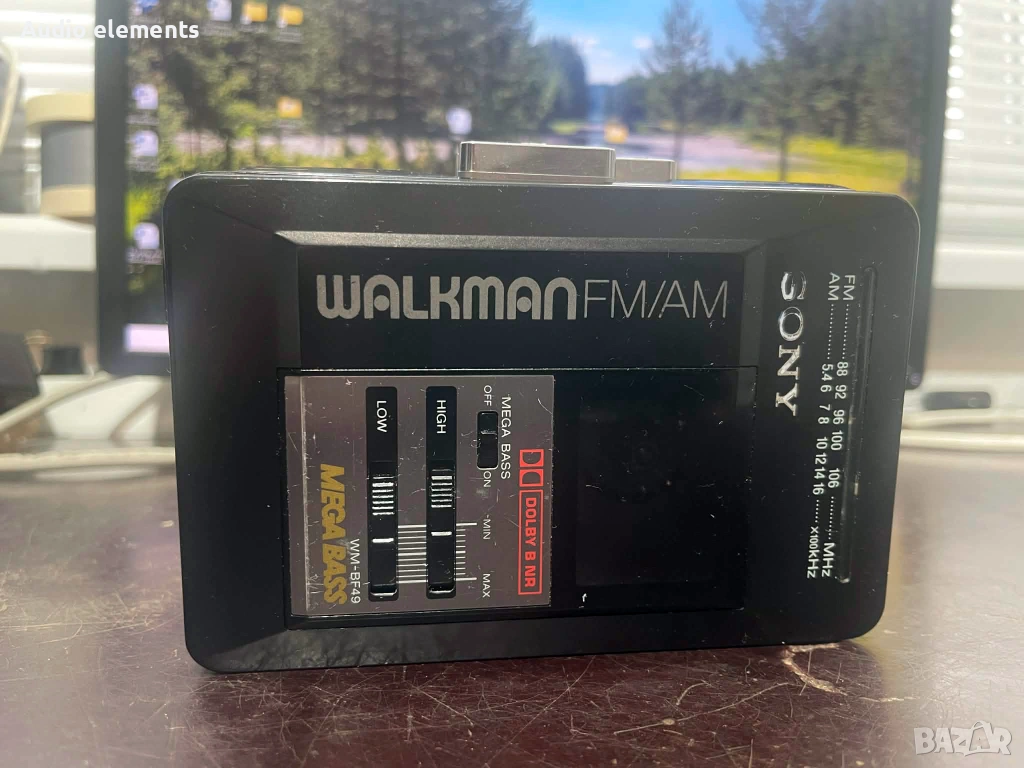 Audio elements
WALKMAN FM/AM
SONY
FM 88 92 96 100 106 MHz
AM 5.4 6 7 8 10 12 14 16 x100kHz
LOW
HIGH
OFF
MEGA BASS
ON
MIN
MAX
DOLBY B NR
MEGA BASS
WM-BF49
BAZAR